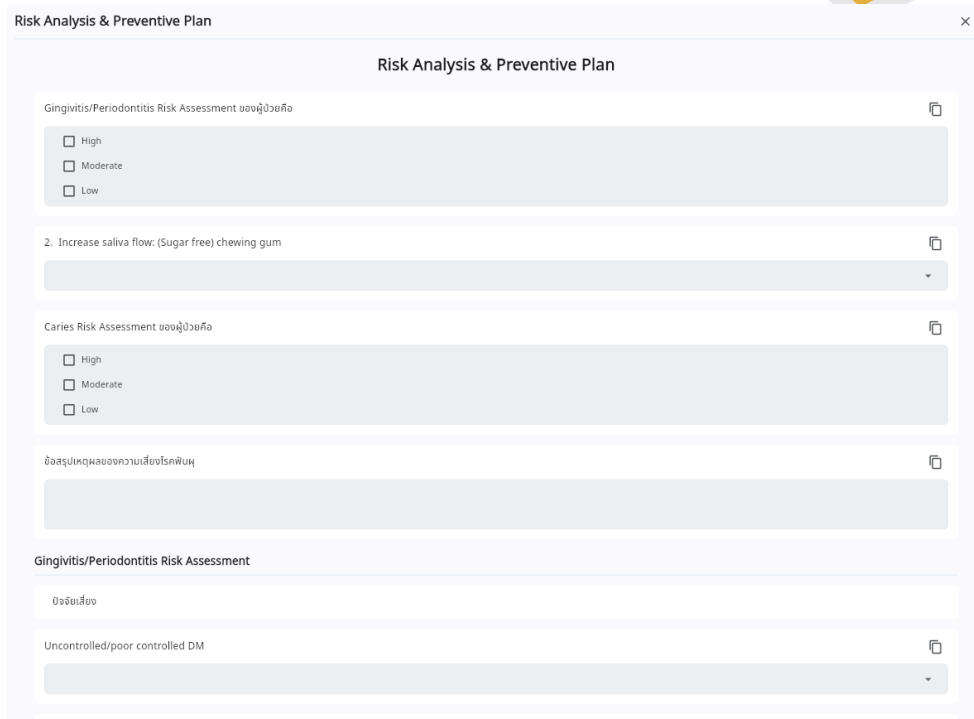 Risk Analysis & Preventive Plan
Risk Analysis & Preventive Plan
Gingivitis/Periodontitis Risk Assessment ของผู้ป่วยคือ
High
Moderate
Low
2. Increase saliva flow: (Sugar free) chewing gum
Caries Risk Assessment ของผู้ป่วยคือ
High
Moderate
Low
ข้อสรุปเหตุผลของความเสี่ยงโรคฟันผุ
Gingivitis/Periodontitis Risk Assessment
ปัจจัยเสี่ยง
Uncontrolled/poor controlled DM